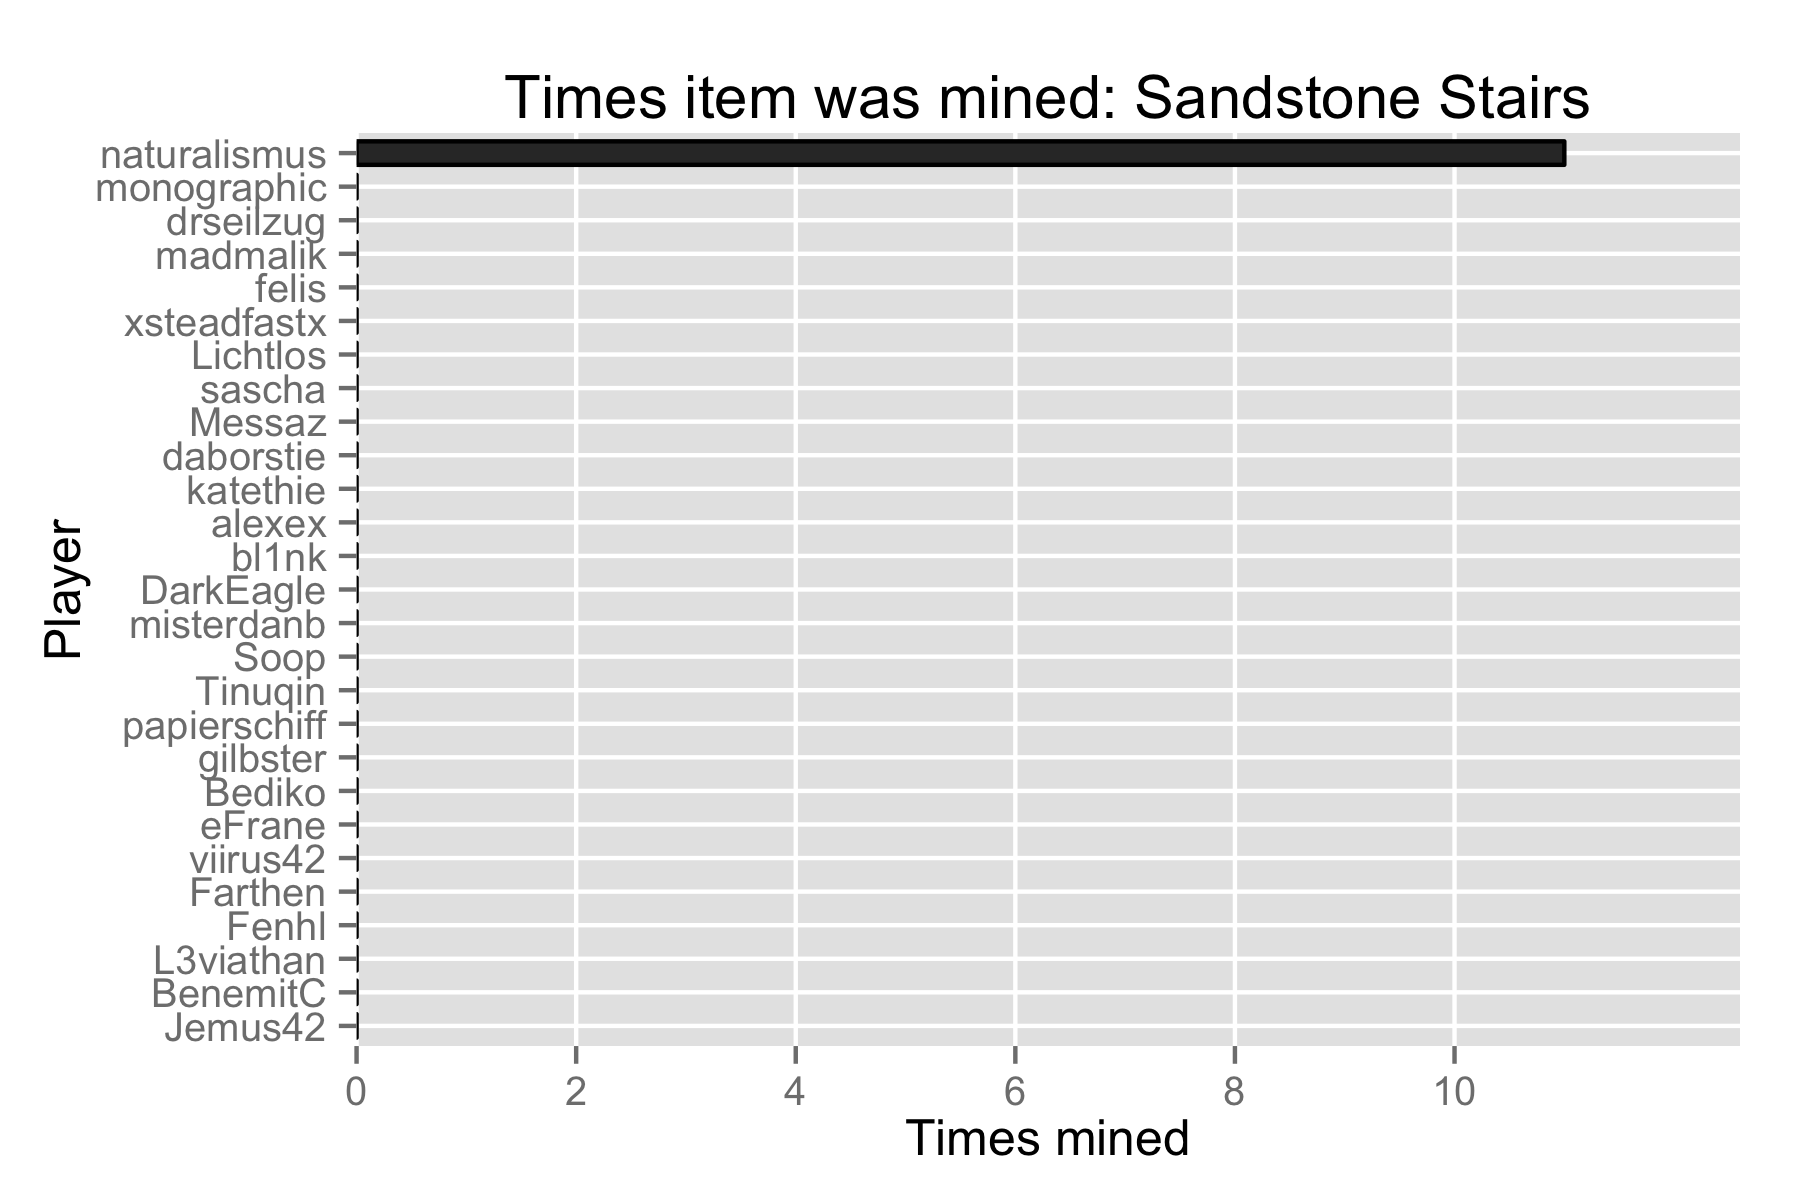 Times item was mined: Sandstone Stairs
naturalismus
monographic
drseilzug
madmalik
felis
xsteadfastx
Lichtlos
sascha
Messaz
daborstie
katethie
alexex
bl1nk
DarkEagle
misterdanb
Soop
Tinuqin
papierschiff
gilbster
Bediko
eFrane
viirus42
Farthen
Fenhl
L3viathan
BenemitC
Jemus42
Player
0 2 4 6 8 10
Times mined